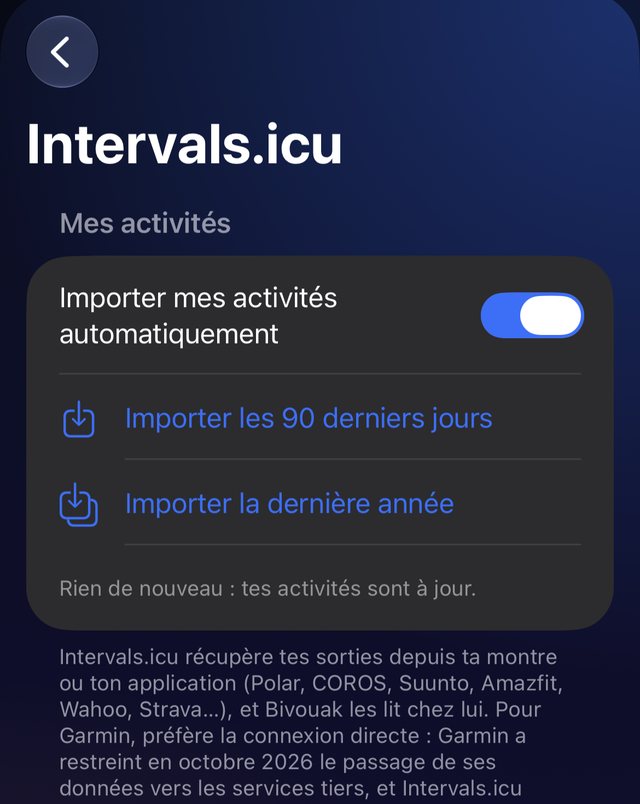 Intervals.icu
Mes activités
Importer mes activités
automatiquement
Importer les 90 derniers jours
Importer la dernière année
Rien de nouveau : tes activités sont à jour.
Intervals.icu récupère tes sorties depuis ta montre
ou ton application (Polar, COROS, Suunto, Amazfit,
Wahoo, Strava…), et Bivouak les lit chez lui. Pour
Garmin, préfère la connexion directe : Garmin a
restreint en octobre 2026 le passage de ses
données vers les services tiers, et Intervals.icu